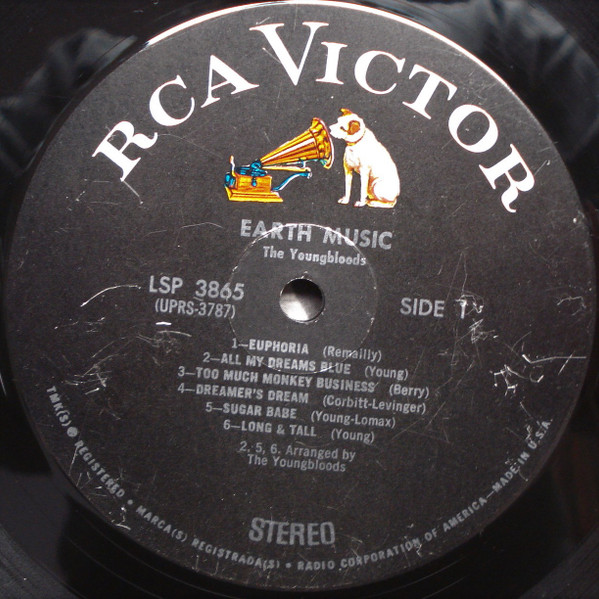 RCA VICTOR
EARTH MUSIC
The Youngbloods
LSP 3865
(UPRS-3787)
SIDE 1
1—EUPHORIA (Remailly)
2—ALL MY DREAMS BLUE (Young)
3—TOO MUCH MONKEY BUSINESS (Berry)
4—DREAMER'S DREAM (Corbitt-Levinger)
5—SUGAR BABE (Young-Lomax)
6—LONG & TALL (Young)
2, 5, 6. Arranged by
The Youngbloods
STEREO
TMK(S) ® REGISTERED • MARCA(S) REGISTRADA(S) • RADIO CORPORATION OF AMERICA—MADE IN U.S.A.